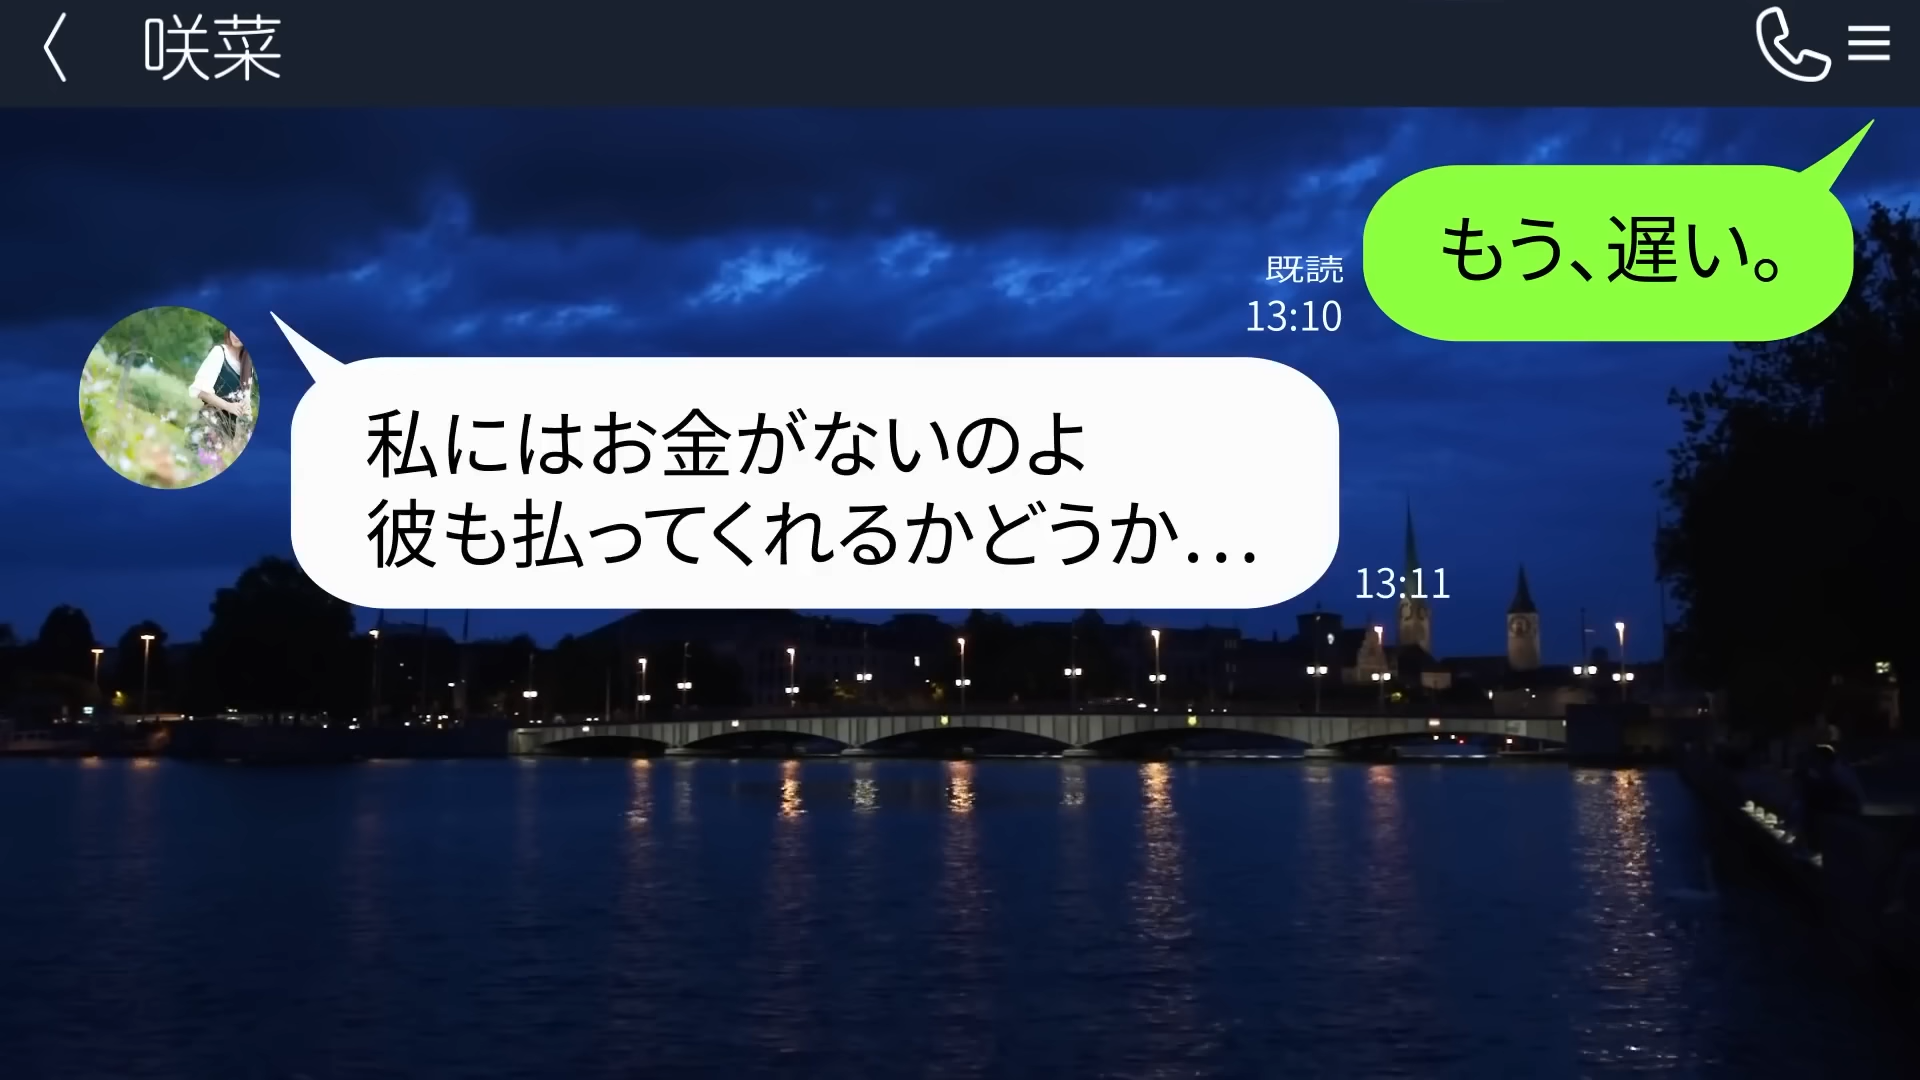 咲菜
もう、遅い。
既読
13:10
私にはお金がないのよ
彼も払ってくれるかどうか…
13:11